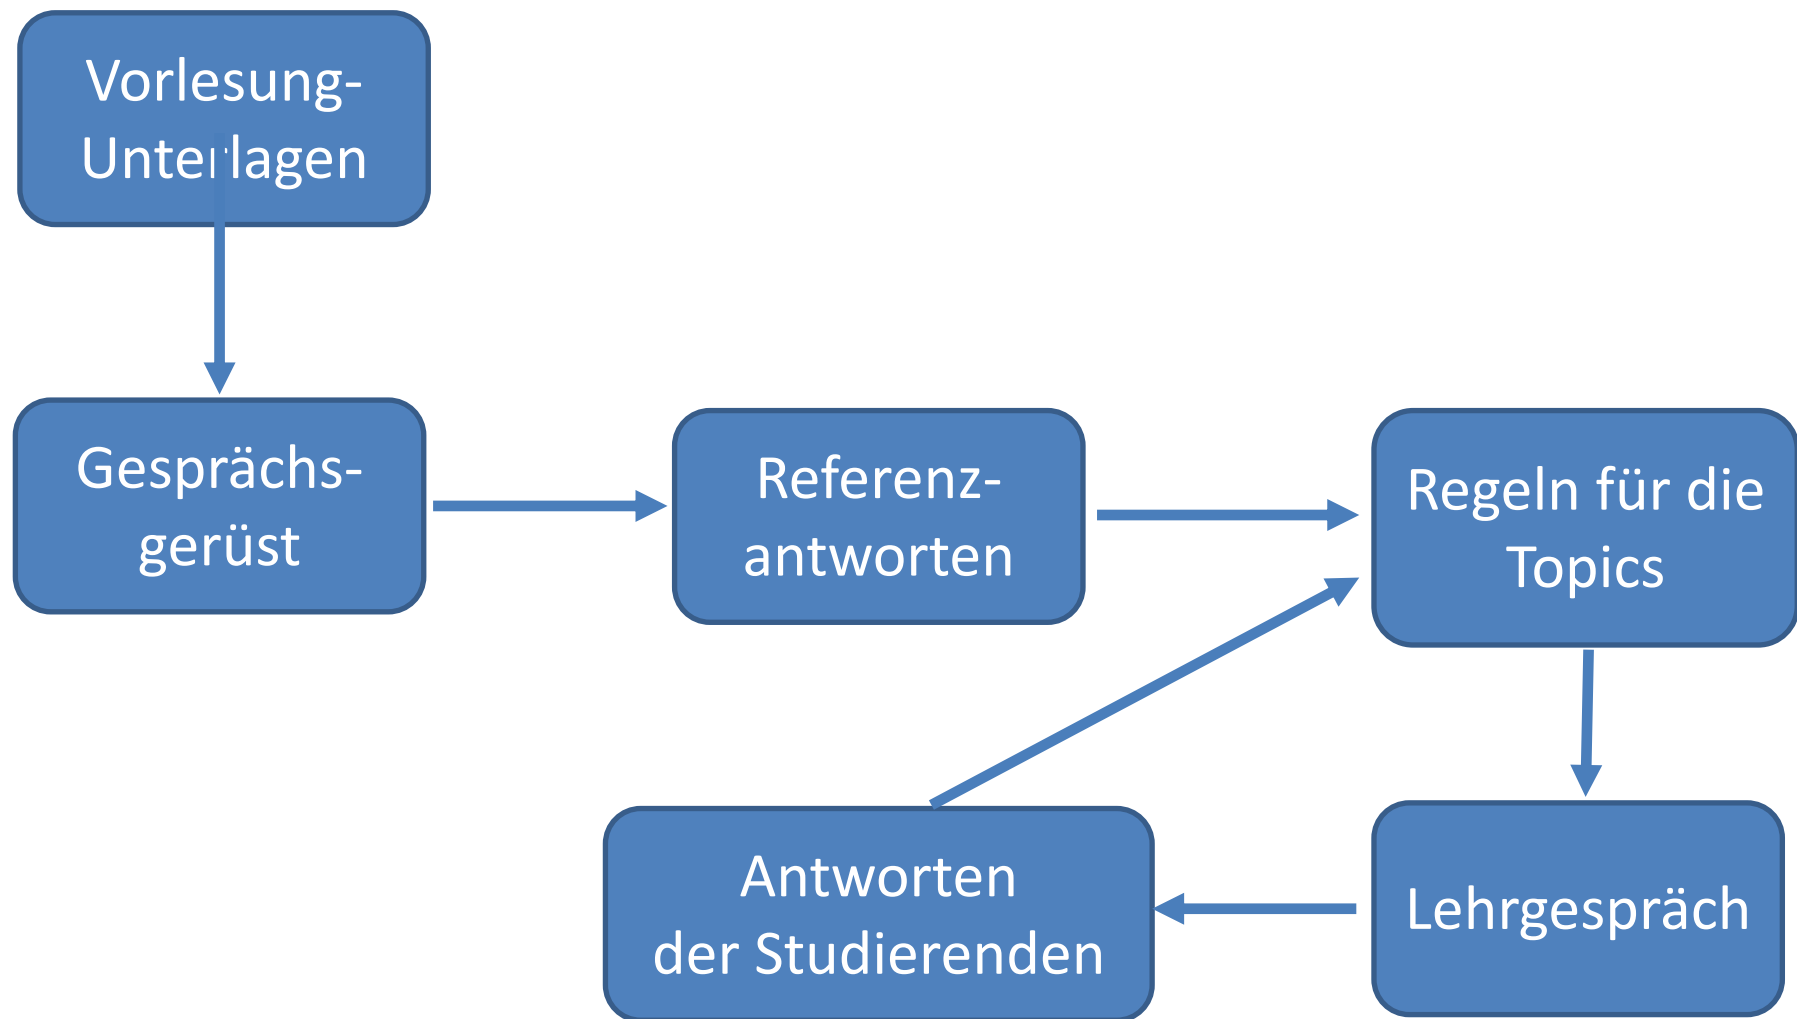 Vorlesung-
Unterlagen
Gesprächs-
gerüst
Referenz-
antworten
Regeln für die
Topics
Antworten
der Studierenden
Lehrgespräch